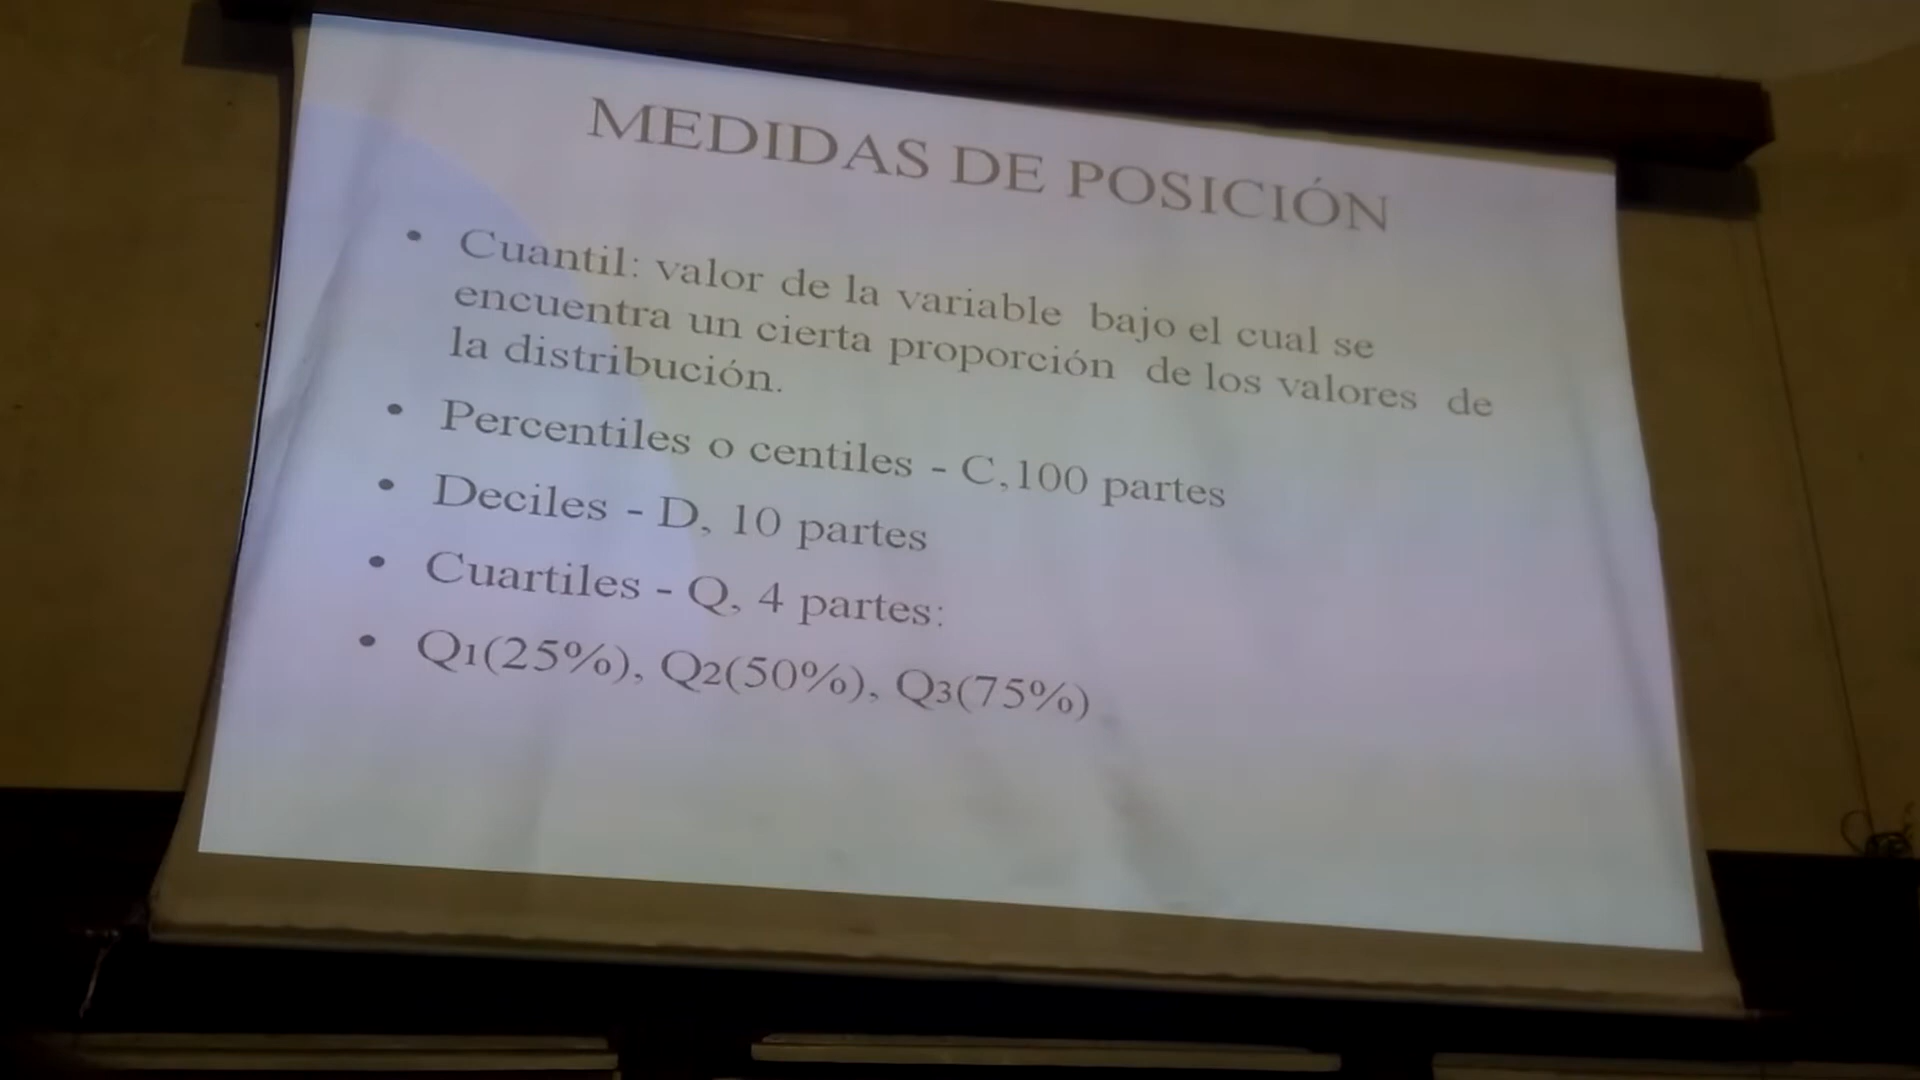 MEDIDAS DE POSICIÓN
• Cuantil: valor de la variable bajo el cual se
encuentra un cierta proporción de los valores de
la distribución.
• Percentiles o centiles - C,100 partes
• Deciles - D, 10 partes
• Cuartiles - Q, 4 partes:
• Q1(25%), Q2(50%), Q3(75%)